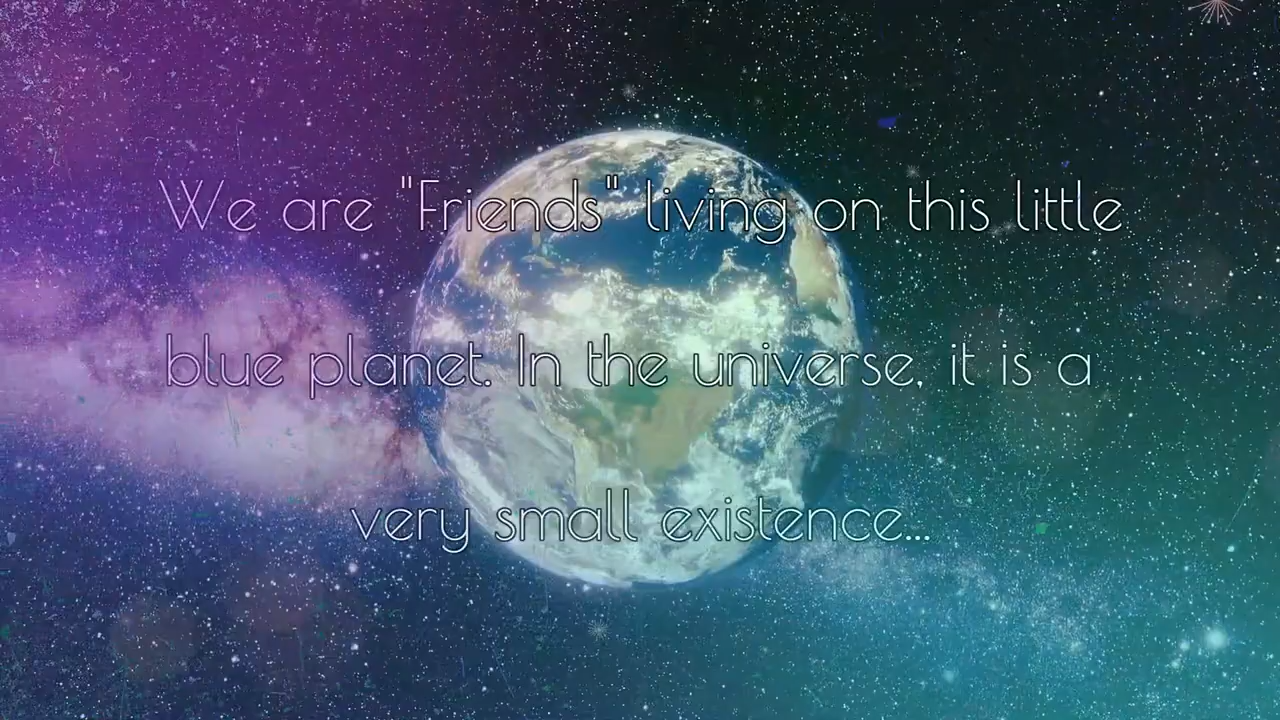 We are "Friends" living on this little
blue planet. In the universe, it is a
very small existence...